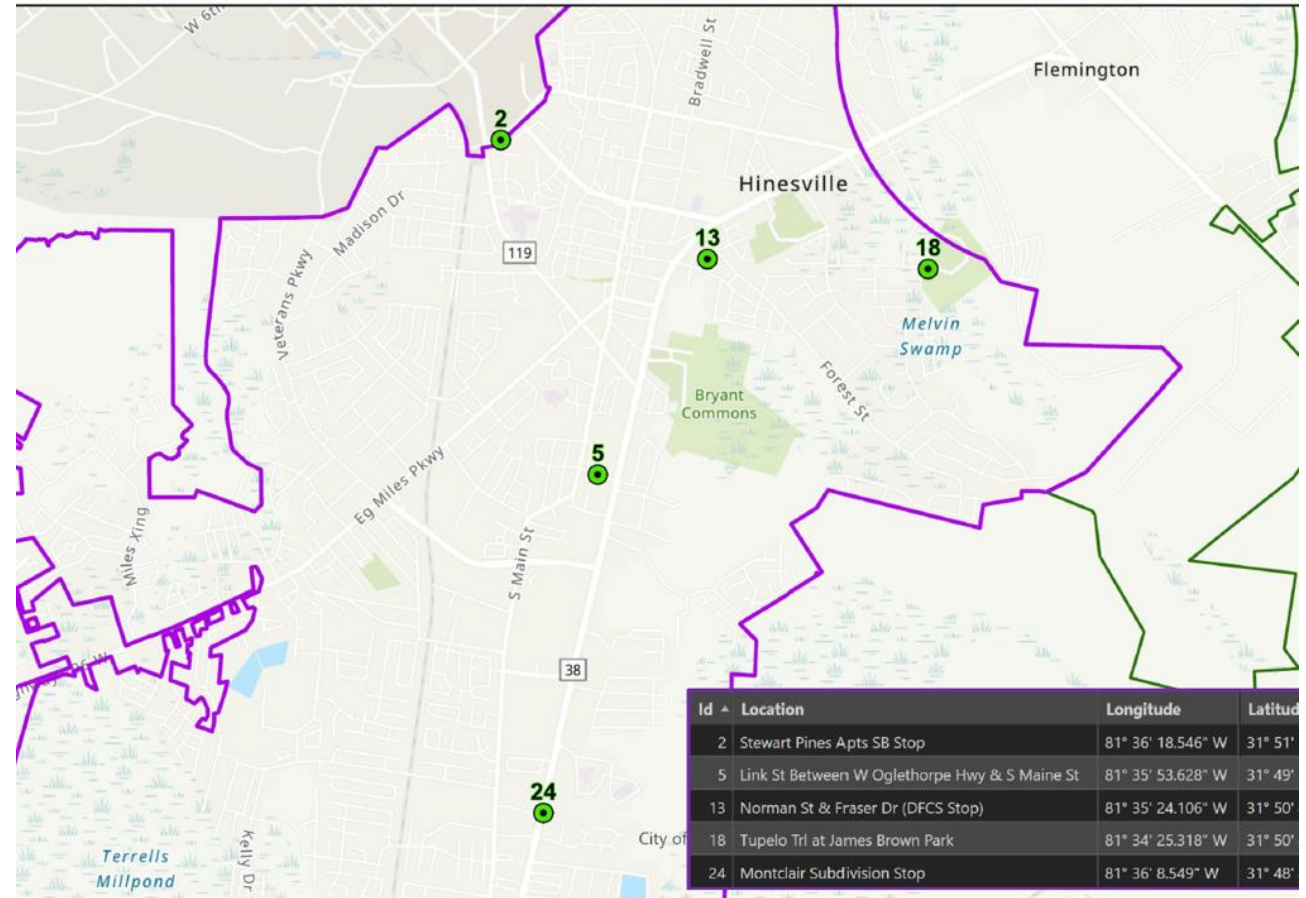 W 6th
Bradwell St
Flemington
2
Hinesville
Madison Dr
13
18
119
Veterans Pkwy
Melvin
Swamp
Forest St
Bryant
Commons
5
Eg Miles Pkwy
Miles Xing
S Main St
38
24
Kelly Dr
City of
Terrells
Millpond
Id Location Longitude Latitud
2 Stewart Pines Apts SB Stop 81° 36' 18.546" W 31° 51'
5 Link St Between W Oglethorpe Hwy & S Maine St 81° 35' 53.628" W 31° 49'
13 Norman St & Fraser Dr (DFCS Stop) 81° 35' 24.106" W 31° 50'
18 Tupelo Trl at James Brown Park 81° 34' 25.318" W 31° 50'
24 Montclair Subdivision Stop 81° 36' 8.549" W 31° 48'